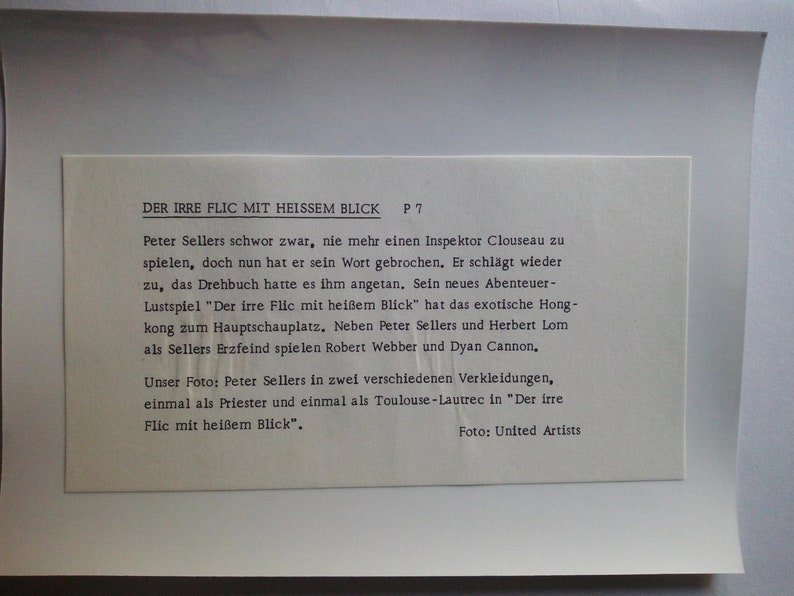 DER IRRE FLIC MIT HEISSEM BLICK P 7
Peter Sellers schwor zwar, nie mehr einen Inspektor Clouseau zu
spielen, doch nun hat er sein Wort gebrochen. Er schlägt wieder
zu, das Drehbuch hatte es ihm angetan. Sein neues Abenteuer-
Lustspiel "Der irre Flic mit heißem Blick" hat das exotische Hong-
kong zum Hauptschauplatz. Neben Peter Sellers und Herbert Lom
als Sellers Erzfeind spielen Robert Webber und Dyan Cannon.
Unser Foto: Peter Sellers in zwei verschiedenen Verkleidungen,
einmal als Priester und einmal als Toulouse-Lautrec in "Der irre
Flic mit heißem Blick".
Foto: United Artists